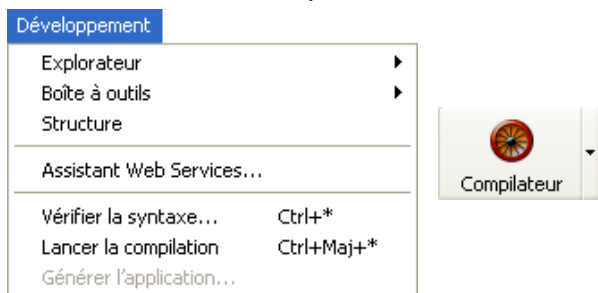 Développement
Explorateur
Boîte à outils
Structure
Assistant Web Services...
Vérifier la syntaxe... Ctrl+*
Lancer la compilation Ctrl+Maj+*
Générer l'application...
Compilateur